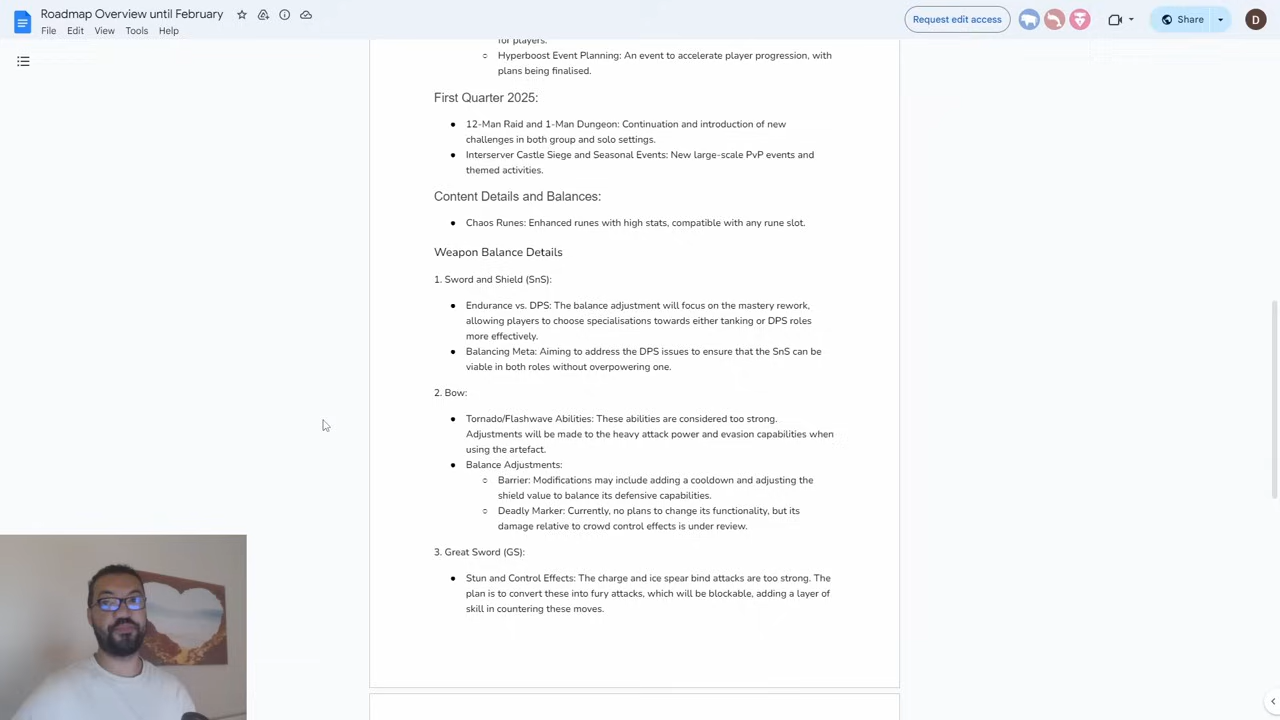 Roadmap Overview until February
File Edit View Tools Help
Request edit access
Share
D
for players.
○ Hyperboost Event Planning: An event to accelerate player progression, with
plans being finalised.
First Quarter 2025:
● 12-Man Raid and 1-Man Dungeon: Continuation and introduction of new
challenges in both group and solo settings.
● Interserver Castle Siege and Seasonal Events: New large-scale PvP events and
themed activities.
Content Details and Balances:
● Chaos Runes: Enhanced runes with high stats, compatible with any rune slot.
Weapon Balance Details
1. Sword and Shield (SnS):
● Endurance vs. DPS: The balance adjustment will focus on the mastery rework,
allowing players to choose specialisations towards either tanking or DPS roles
more effectively.
● Balancing Meta: Aiming to address the DPS issues to ensure that the SnS can be
viable in both roles without overpowering one.
2. Bow:
● Tornado/Flashwave Abilities: These abilities are considered too strong.
Adjustments will be made to the heavy attack power and evasion capabilities when
using the artefact.
● Balance Adjustments:
○ Barrier: Modifications may include adding a cooldown and adjusting the
shield value to balance its defensive capabilities.
○ Deadly Marker: Currently, no plans to change its functionality, but its
damage relative to crowd control effects is under review.
3. Great Sword (GS):
● Stun and Control Effects: The charge and ice spear bind attacks are too strong. The
plan is to convert these into fury attacks, which will be blockable, adding a layer of
skill in countering these moves.